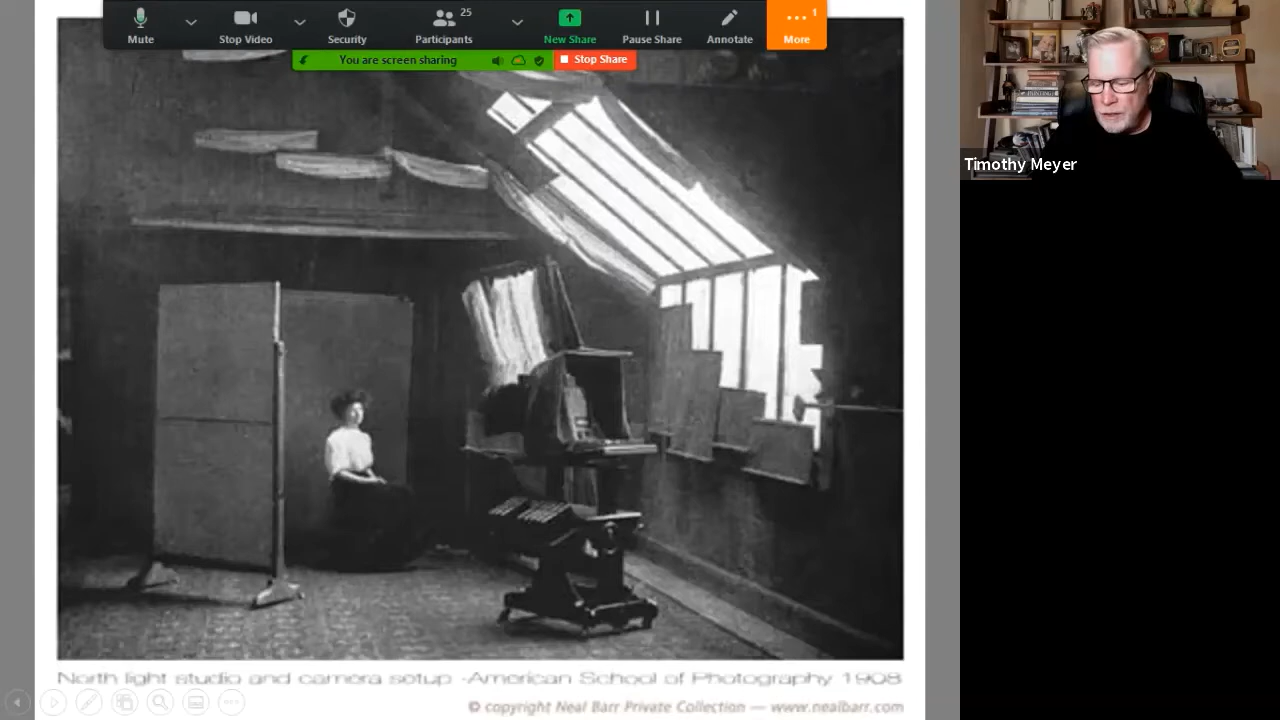 Mute
Stop Video
Security
25
Participants
New Share
Pause Share
Annotate
1
More
You are screen sharing
Stop Share
Timothy Meyer
North light studio and camera setup -American School of Photography 1908
© copyright Neal Barr Private Collection — www.nealbarr.com